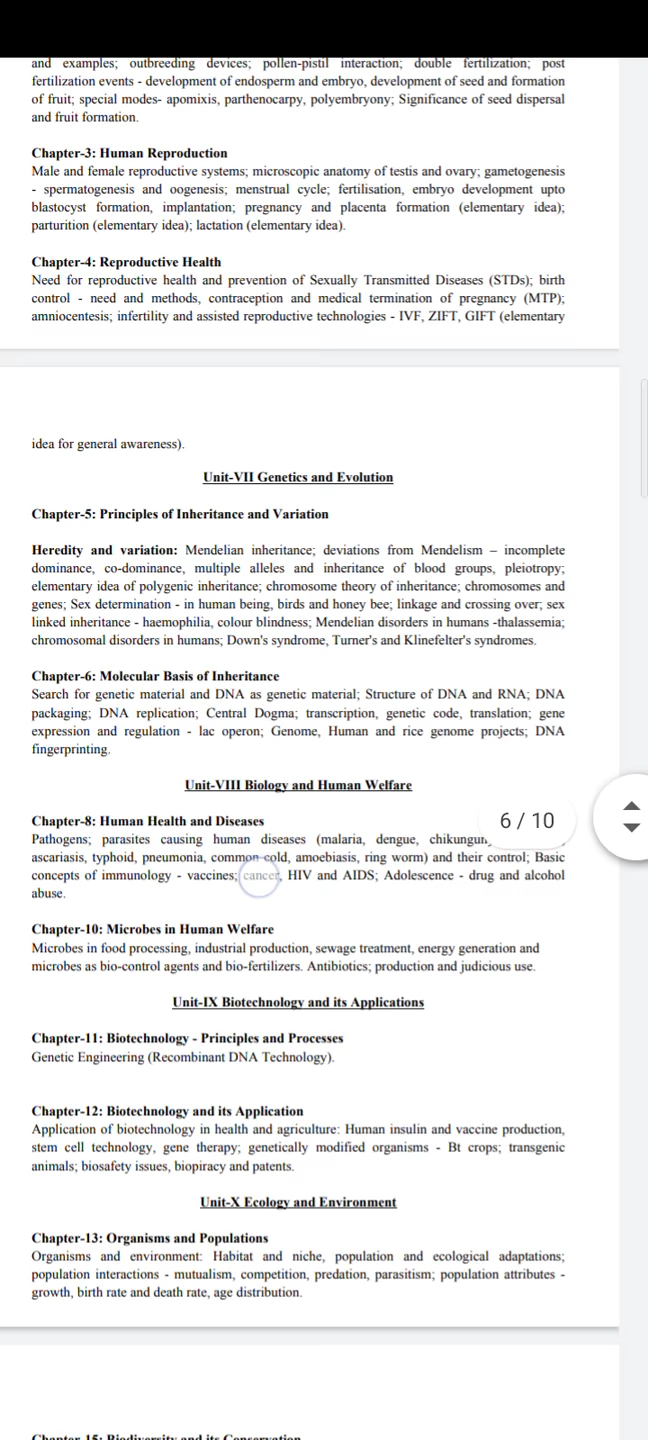 and examples; outbreeding devices; pollen-pistil interaction; double fertilization; post
fertilization events - development of endosperm and embryo, development of seed and formation
of fruit; special modes- apomixis, parthenocarpy, polyembryony; Significance of seed dispersal
and fruit formation.
Chapter-3: Human Reproduction
Male and female reproductive systems; microscopic anatomy of testis and ovary; gametogenesis
- spermatogenesis and oogenesis; menstrual cycle; fertilisation, embryo development upto
blastocyst formation, implantation; pregnancy and placenta formation (elementary idea);
parturition (elementary idea); lactation (elementary idea).
Chapter-4: Reproductive Health
Need for reproductive health and prevention of Sexually Transmitted Diseases (STDs); birth
control - need and methods, contraception and medical termination of pregnancy (MTP);
amniocentesis; infertility and assisted reproductive technologies - IVF, ZIFT, GIFT (elementary
idea for general awareness).
Unit-VII Genetics and Evolution
Chapter-5: Principles of Inheritance and Variation
Heredity and variation: Mendelian inheritance; deviations from Mendelism – incomplete
dominance, co-dominance, multiple alleles and inheritance of blood groups, pleiotropy;
elementary idea of polygenic inheritance; chromosome theory of inheritance; chromosomes and
genes; Sex determination - in human being, birds and honey bee; linkage and crossing over; sex
linked inheritance - haemophilia, colour blindness; Mendelian disorders in humans -thalassemia;
chromosomal disorders in humans; Down's syndrome, Turner's and Klinefelter's syndromes.
Chapter-6: Molecular Basis of Inheritance
Search for genetic material and DNA as genetic material; Structure of DNA and RNA; DNA
packaging; DNA replication; Central Dogma; transcription, genetic code, translation; gene
expression and regulation - lac operon; Genome, Human and rice genome projects; DNA
fingerprinting.
Unit-VIII Biology and Human Welfare
Chapter-8: Human Health and Diseases
6 / 10
Pathogens; parasites causing human diseases (malaria, dengue, chikungun
ascariasis, typhoid, pneumonia, common cold, amoebiasis, ring worm) and their control; Basic
concepts of immunology - vaccines; cancer, HIV and AIDS; Adolescence - drug and alcohol
abuse.
Chapter-10: Microbes in Human Welfare
Microbes in food processing, industrial production, sewage treatment, energy generation and
microbes as bio-control agents and bio-fertilizers. Antibiotics; production and judicious use.
Unit-IX Biotechnology and its Applications
Chapter-11: Biotechnology - Principles and Processes
Genetic Engineering (Recombinant DNA Technology).
Chapter-12: Biotechnology and its Application
Application of biotechnology in health and agriculture: Human insulin and vaccine production,
stem cell technology, gene therapy; genetically modified organisms - Bt crops; transgenic
animals; biosafety issues, biopiracy and patents.
Unit-X Ecology and Environment
Chapter-13: Organisms and Populations
Organisms and environment: Habitat and niche, population and ecological adaptations;
population interactions - mutualism, competition, predation, parasitism; population attributes -
growth, birth rate and death rate, age distribution.
Chapter-15: Biodiversity and its Conservation